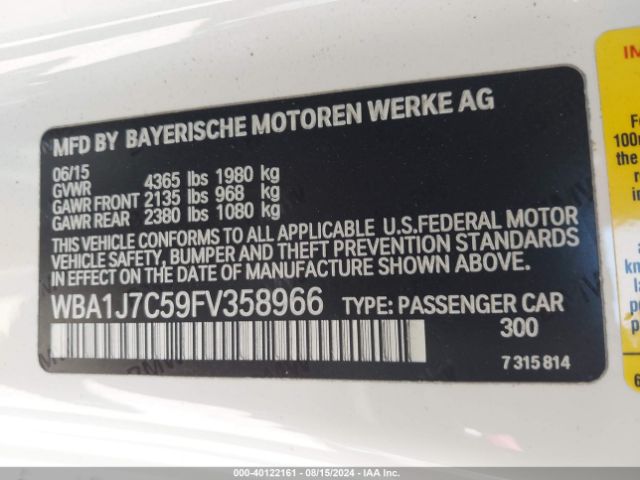 MFD BY BAYERISCHE MOTOREN WERKE AG
06/15
GVWR 4365 lbs 1980 kg
GAWR FRONT 2135 lbs 968 kg
GAWR REAR 2380 lbs 1080 kg
THIS VEHICLE CONFORMS TO ALL APPLICABLE U.S.FEDERAL MOTOR
VEHICLE SAFETY, BUMPER AND THEFT PREVENTION STANDARDS
IN EFFECT ON THE DATE OF MANUFACTURE SHOWN ABOVE.
WBA1J7C59FV358966 TYPE: PASSENGER CAR
300
7 315 814
IM
100m
the
000-40122161 - 08/15/2024 - IAA Inc.